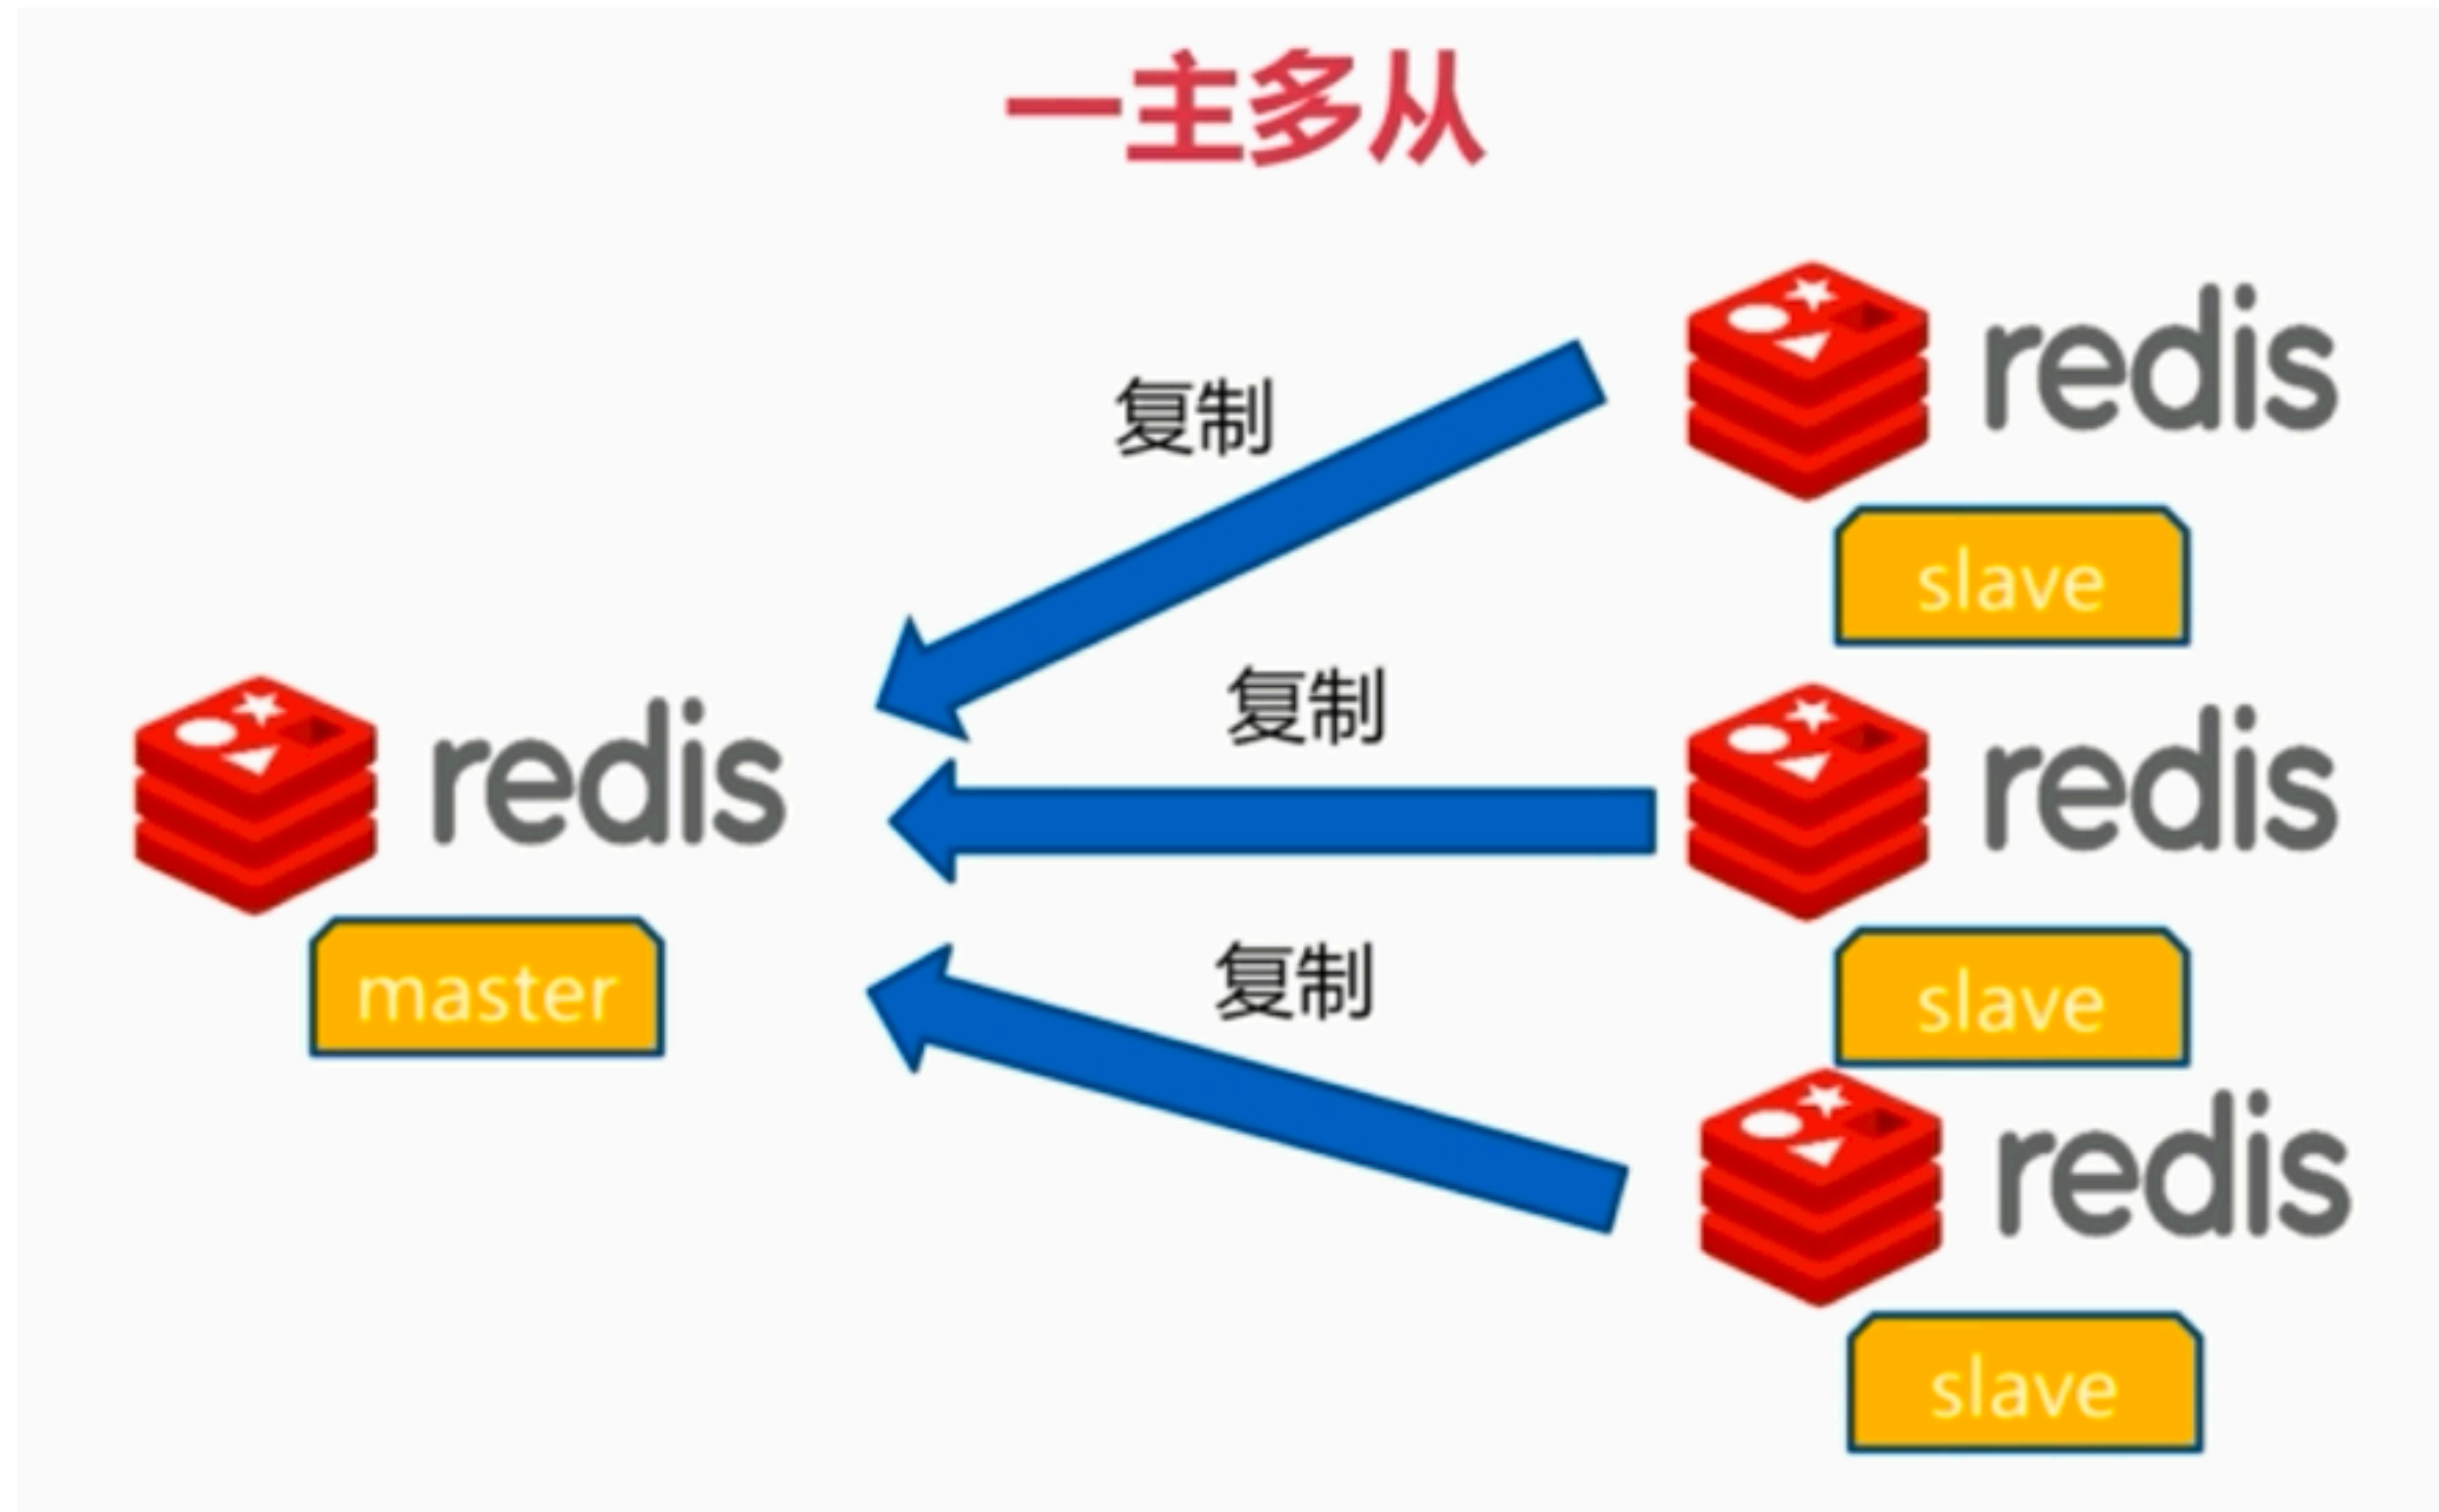 一主多从
redis
复制
slave
复制
redis
redis
master
slave
复制
redis
slave